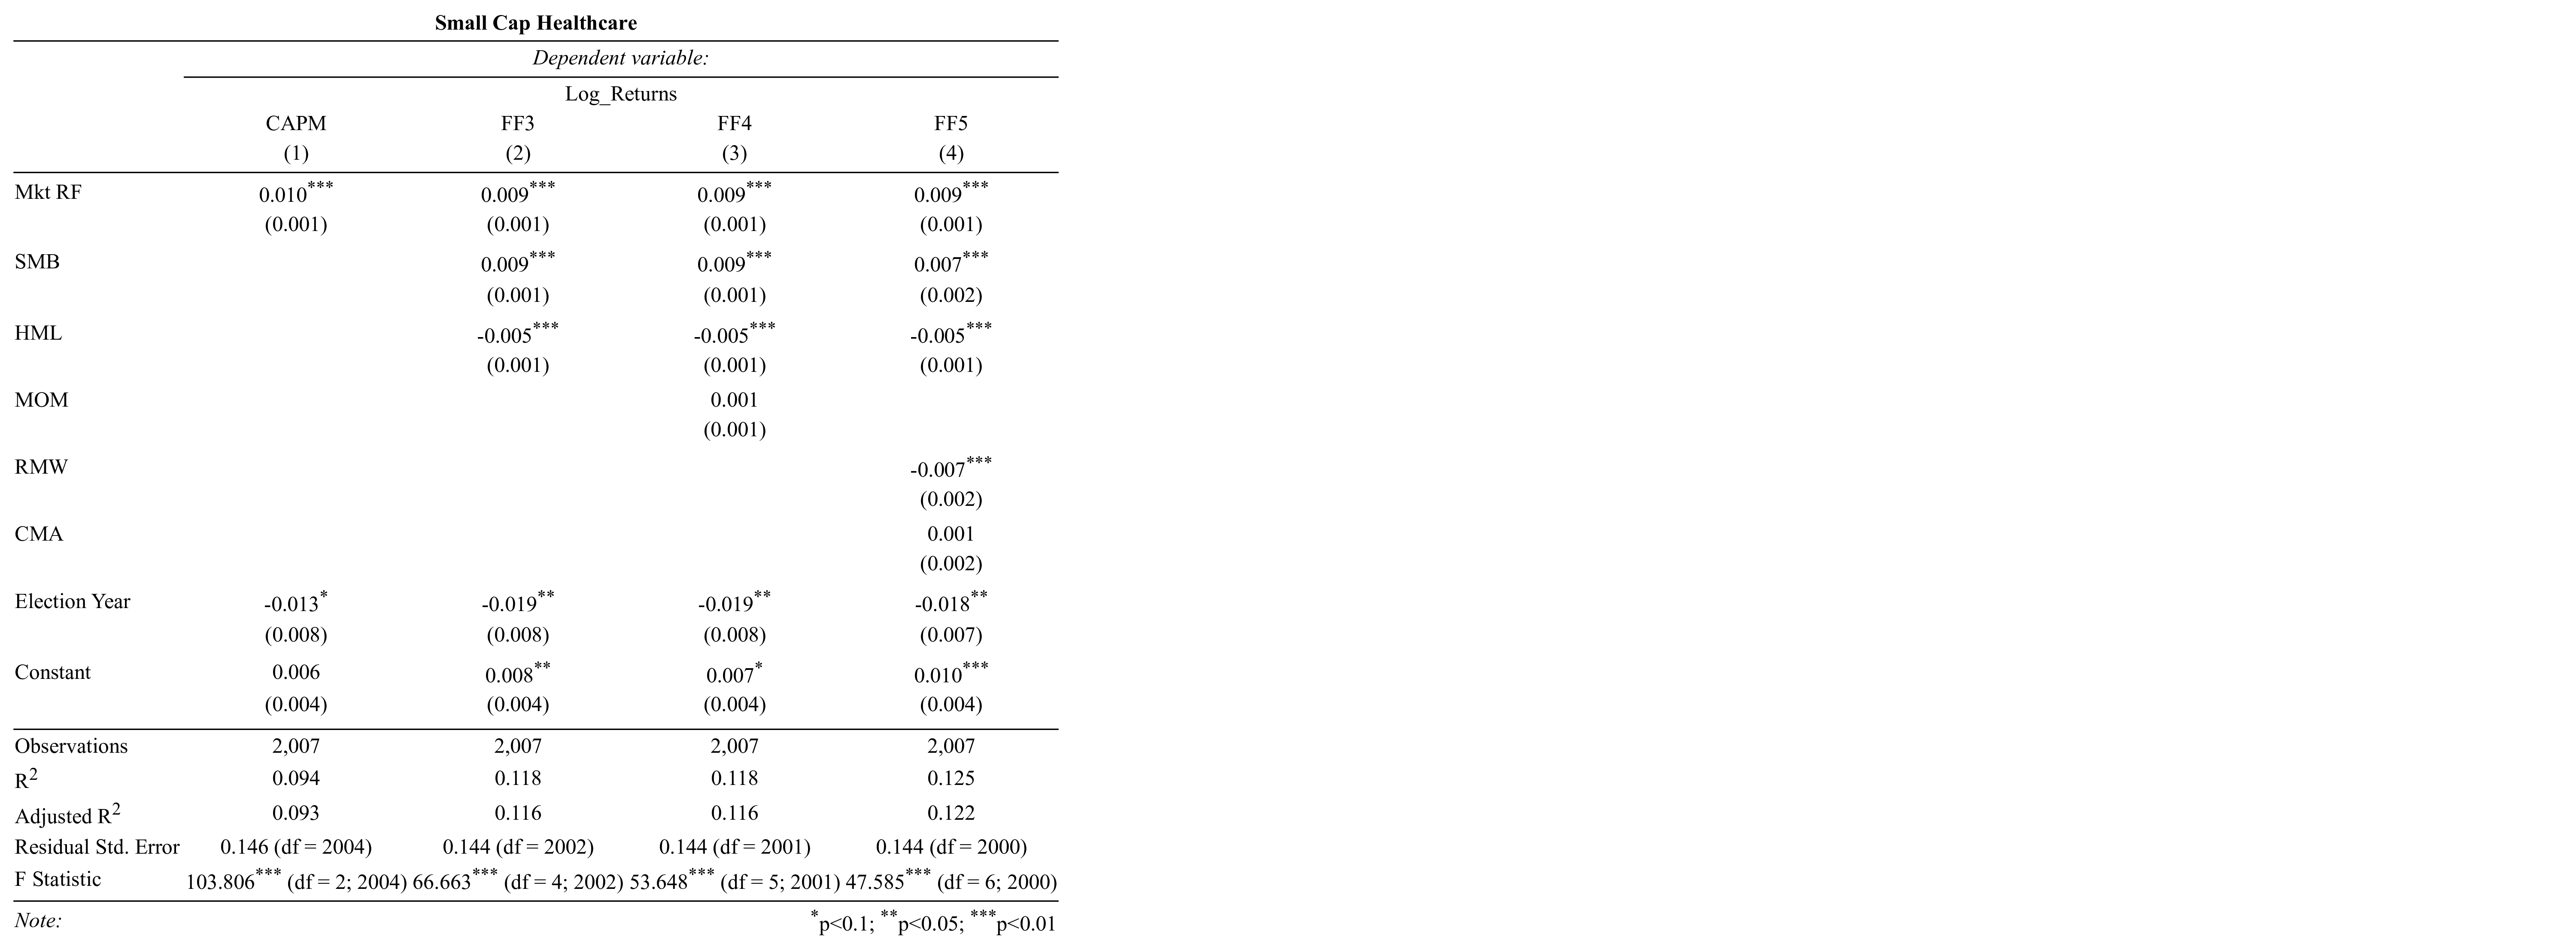 Small Cap Healthcare
Dependent variable:
Log_Returns
CAPM FF3 FF4 FF5
(1) (2) (3) (4)
Mkt RF 0.010*** 0.009*** 0.009*** 0.009***
(0.001) (0.001) (0.001) (0.001)
SMB 0.009*** 0.009*** 0.007***
(0.001) (0.001) (0.002)
HML -0.005*** -0.005*** -0.005***
(0.001) (0.001) (0.001)
MOM 0.001
(0.001)
RMW -0.007***
(0.002)
CMA 0.001
(0.002)
Election Year -0.013* -0.019** -0.019** -0.018**
(0.008) (0.008) (0.008) (0.007)
Constant 0.006 0.008** 0.007* 0.010***
(0.004) (0.004) (0.004) (0.004)
Observations 2,007 2,007 2,007 2,007
R2 0.094 0.118 0.118 0.125
Adjusted R2 0.093 0.116 0.116 0.122
Residual Std. Error 0.146 (df = 2004) 0.144 (df = 2002) 0.144 (df = 2001) 0.144 (df = 2000)
F Statistic 103.806*** (df = 2; 2004) 66.663*** (df = 4; 2002) 53.648*** (df = 5; 2001) 47.585*** (df = 6; 2000)
Note: *p<0.1; **p<0.05; ***p<0.01